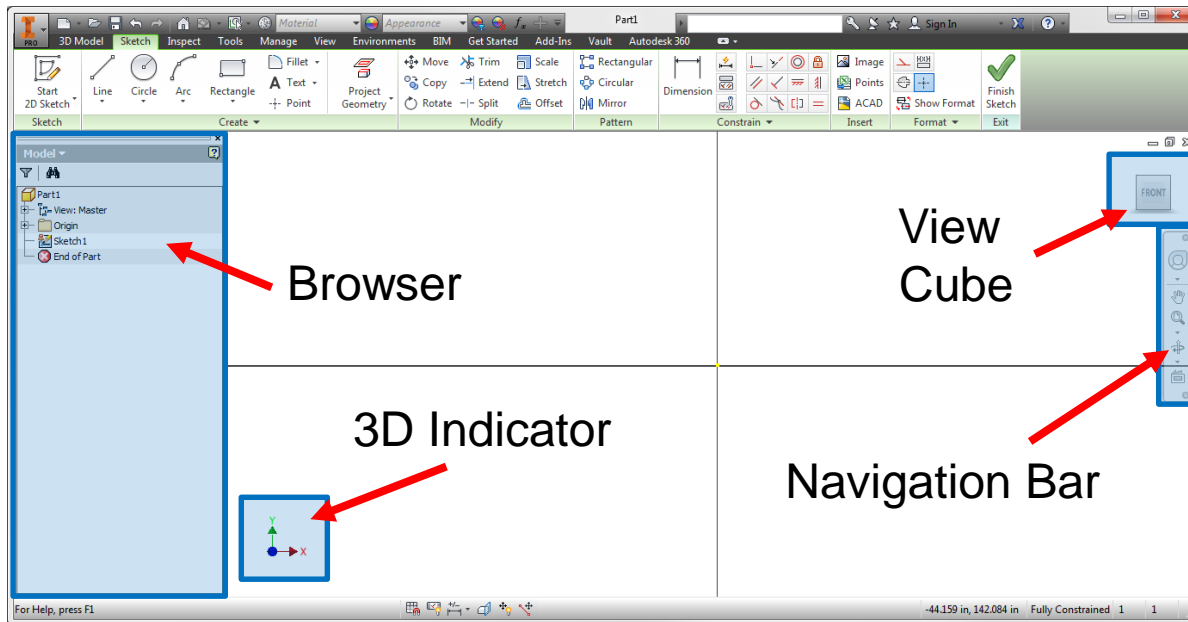 Material Appearance Part1 Sign In
PRO 3D Model Sketch Inspect Tools Manage View Environments BIM Get Started Add-Ins Vault Autodesk 360
Fillet Move Trim Scale Rectangular Image
Start 2D Sketch Line Circle Arc Rectangle Text Project Geometry Copy Extend Stretch Circular Dimension Points Finish Sketch
Point Rotate Split Offset Mirror ACAD Show Format
Sketch Create Modify Pattern Constrain Insert Format Exit
Model
Part1
View: Master
Origin
Sketch1
End of Part
FRONT
View
Cube
Browser
3D Indicator
Navigation Bar
Y
X
For Help, press F1 -44.159 in, 142.084 in Fully Constrained 1 1